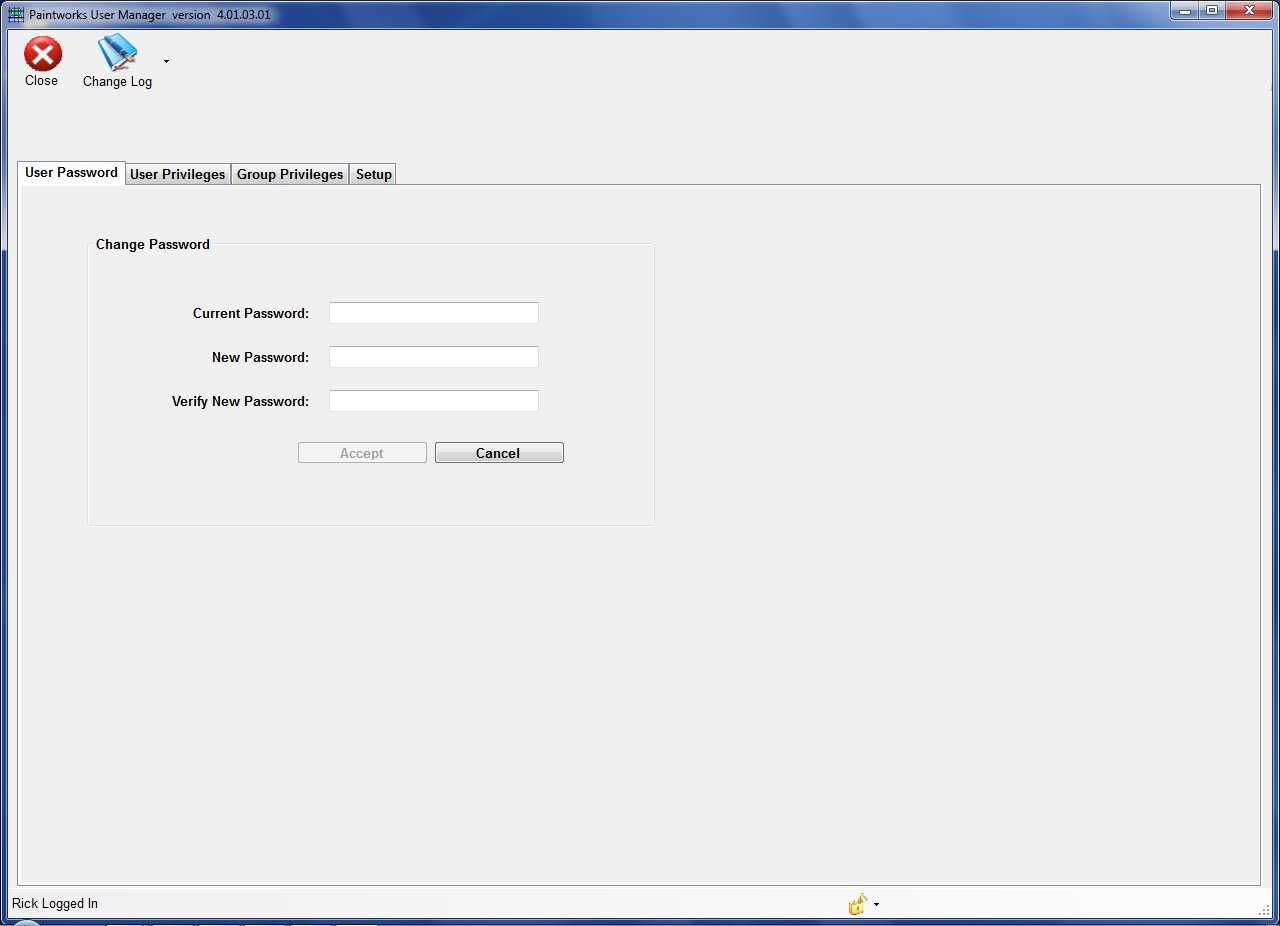 Paintworks User Manager version 4.01.03.01
Close
Change Log
User Password
User Privileges
Group Privileges
Setup
Change Password
Current Password:
New Password:
Verify New Password:
Accept
Cancel
Rick Logged In